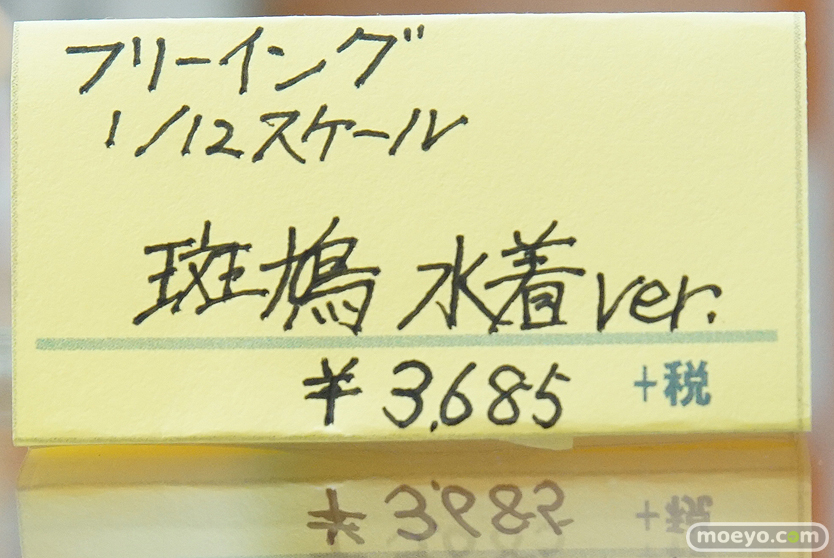 フリーイング
1/12スケール
斑鳩 水着ver.
¥3,685 +税
moeyo.com